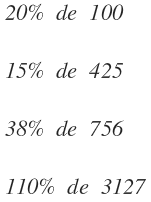 20% de 100
15% de 425
38% de 756
110% de 3127